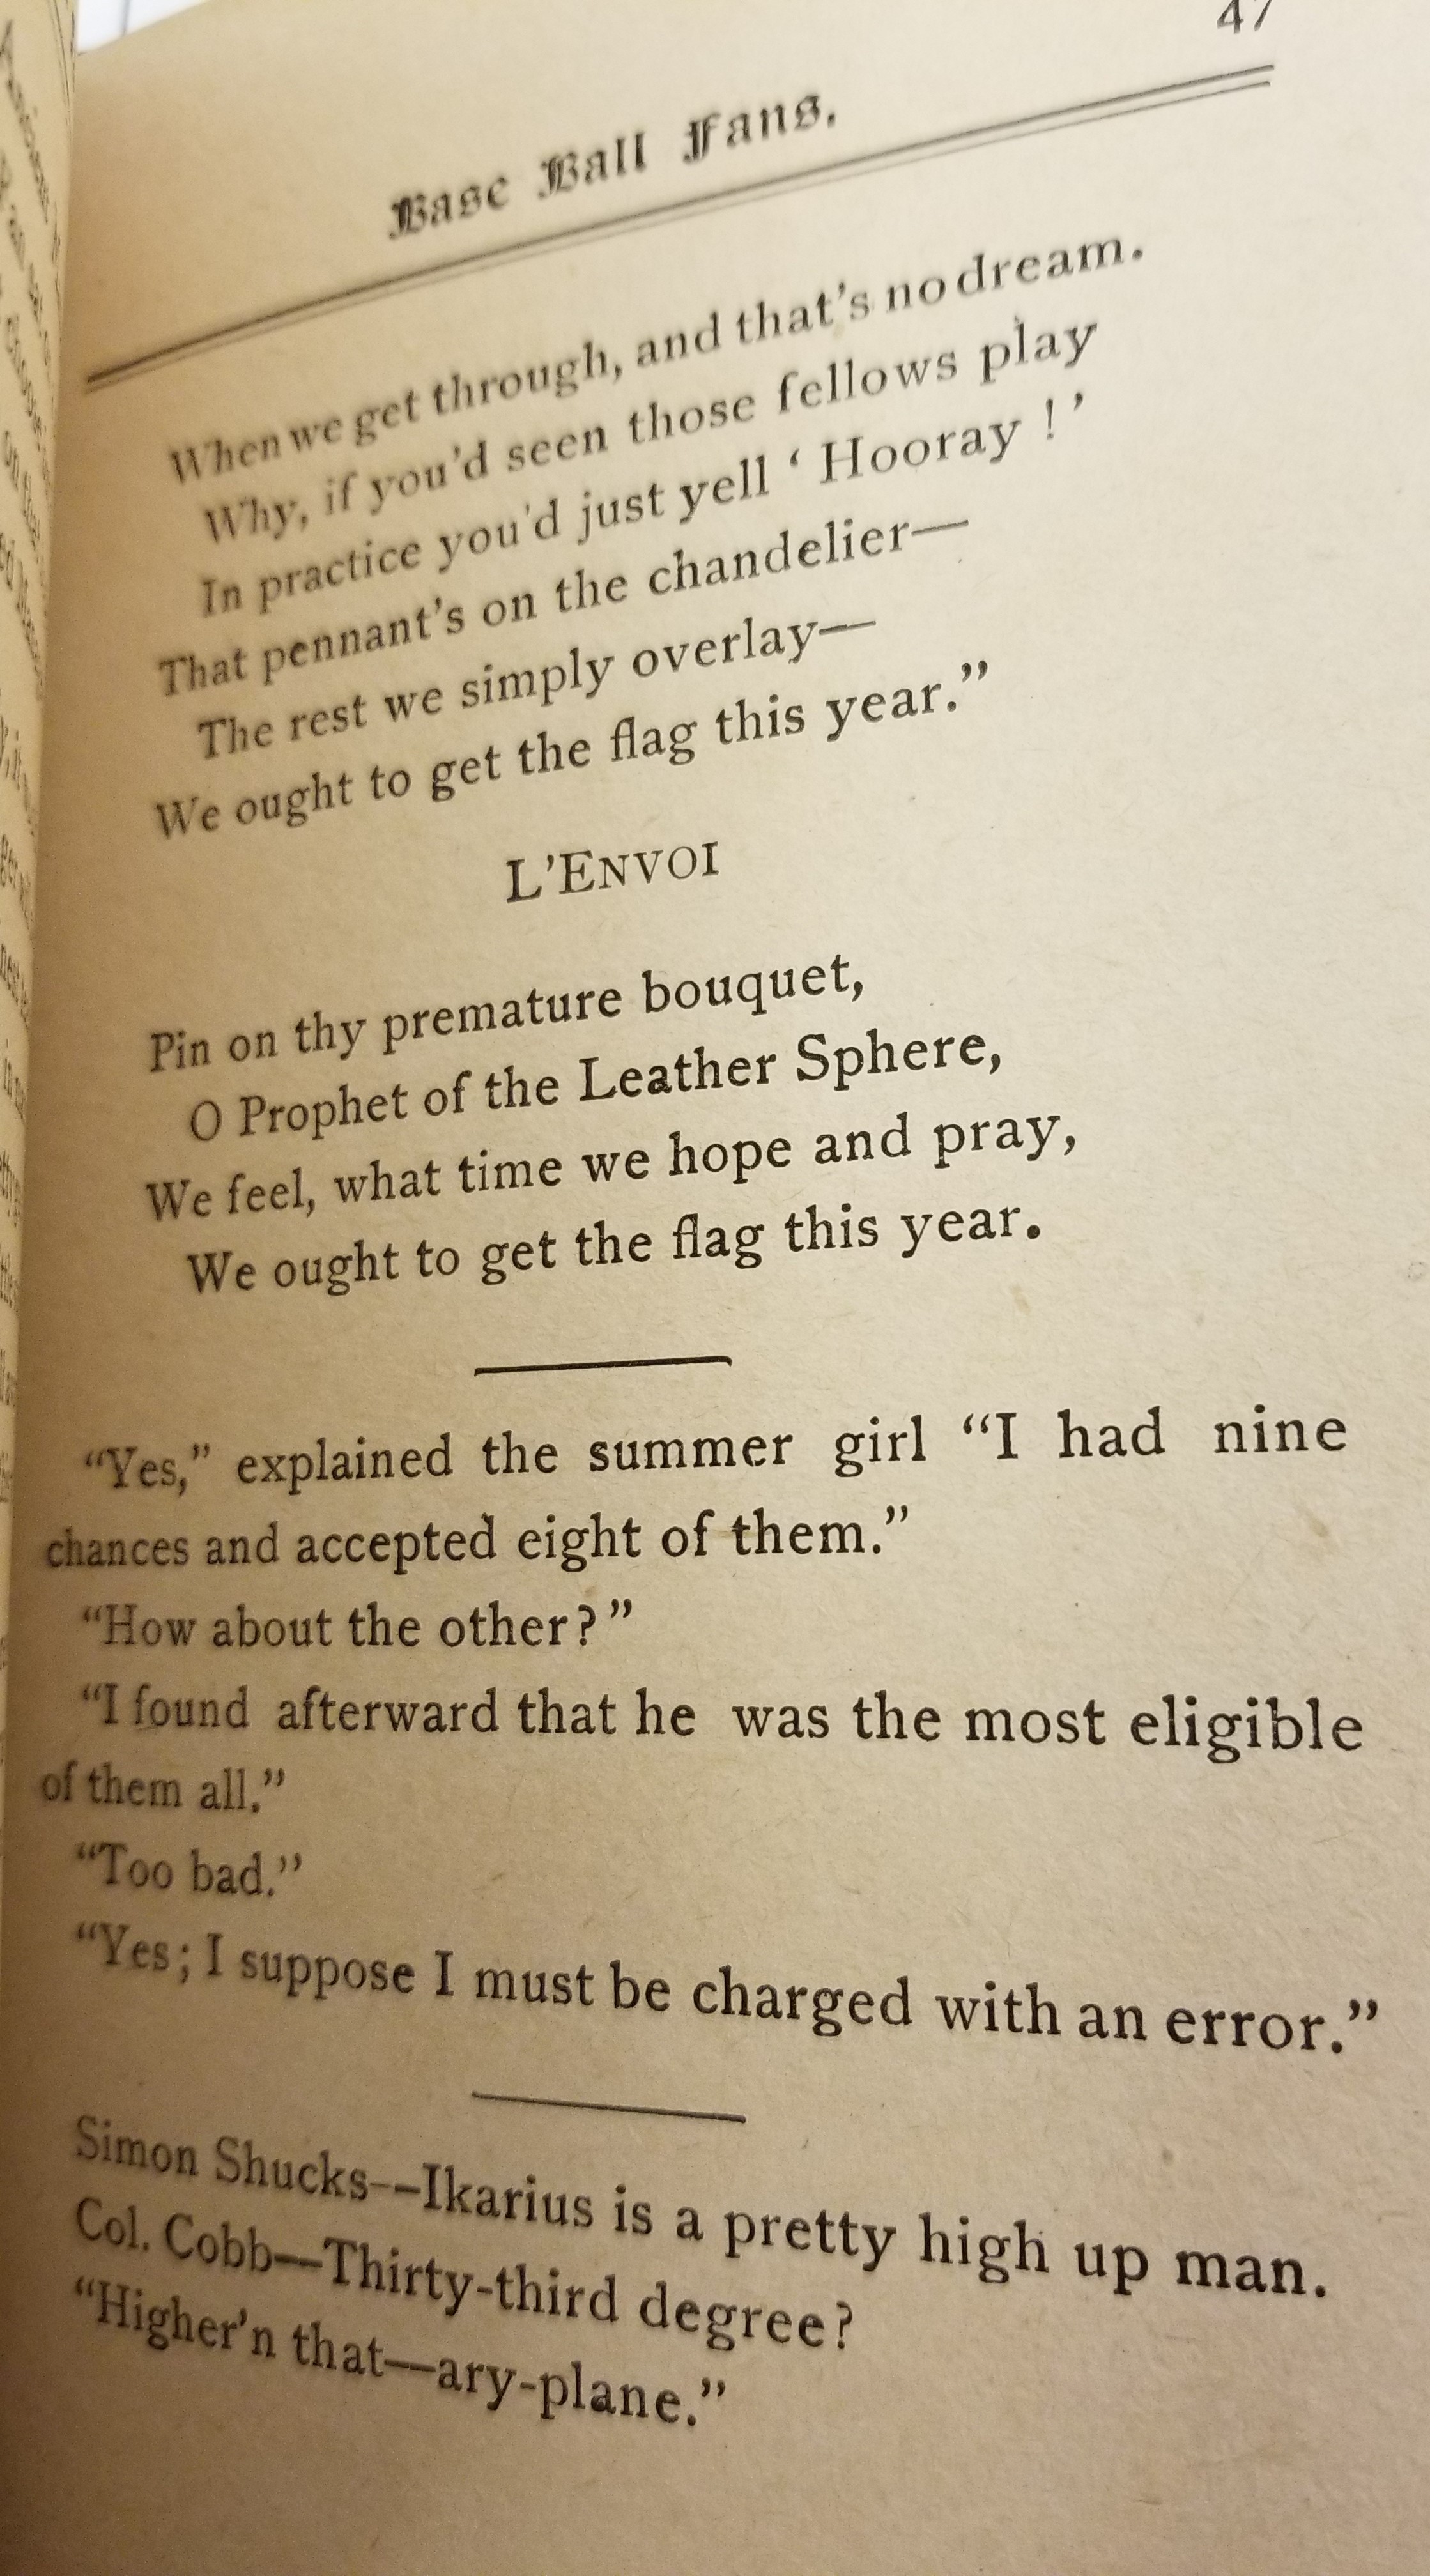 47
Base Ball Fans.
When we get through, and that's no dream.
Why, if you'd seen those fellows play
In practice you'd just yell ‘ Hooray ! ’
That pennant's on the chandelier—
The rest we simply overlay—
We ought to get the flag this year.”
L'ENVOI
Pin on thy premature bouquet,
O Prophet of the Leather Sphere,
We feel, what time we hope and pray,
We ought to get the flag this year.
“Yes,” explained the summer girl “I had nine
chances and accepted eight of them.”
“How about the other?”
“I found afterward that he was the most eligible
of them all.”
“Too bad.”
“Yes; I suppose I must be charged with an error.”
Simon Shucks--Ikarius is a pretty high up man.
Col. Cobb—Thirty-third degree?
“Higher'n that—ary-plane.”